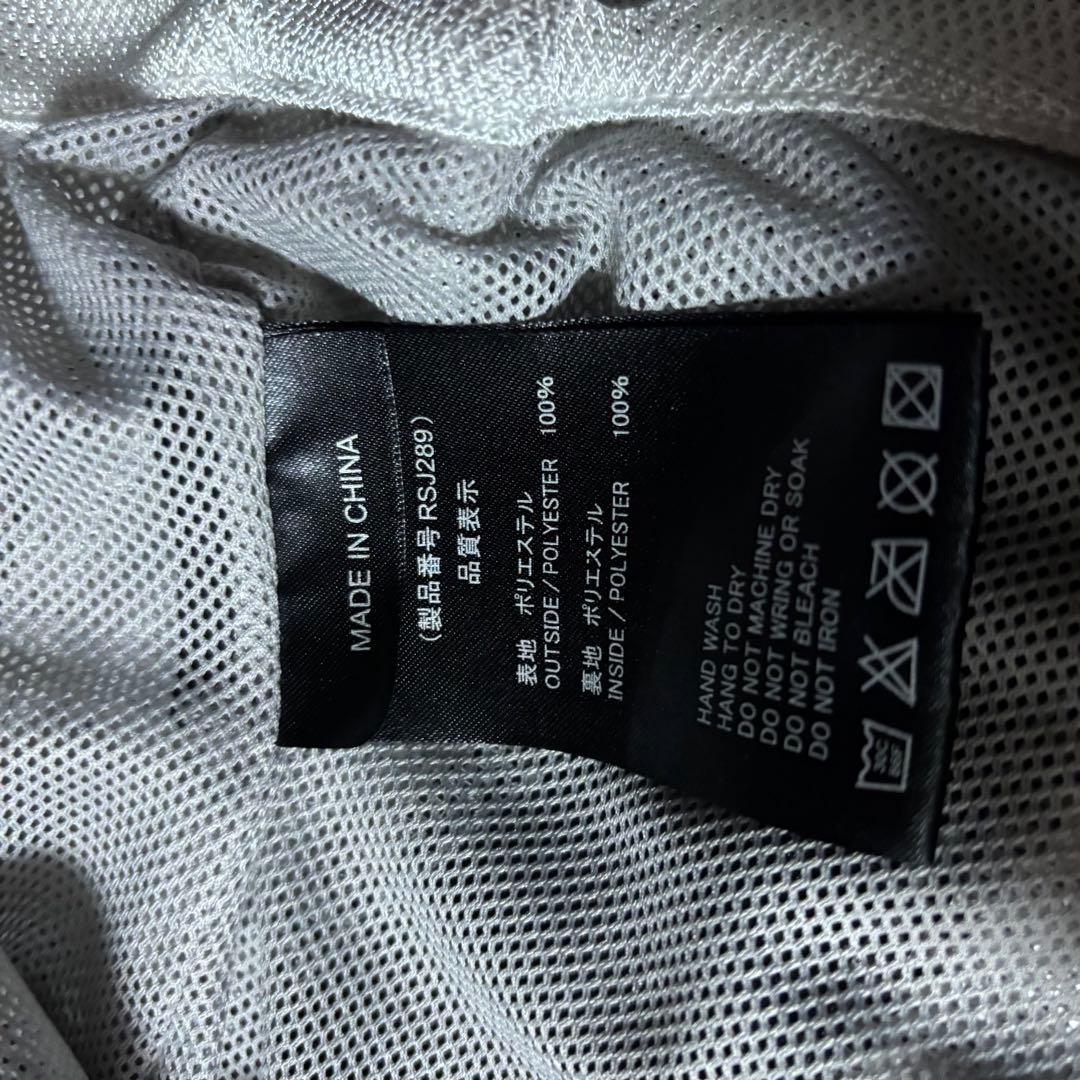 MADE IN CHINA
(製品番号 RSJ289)
品質表示
表地 ポリエステル 100%
OUTSIDE/POLYESTER
裏地 ポリエステル 100%
INSIDE / POLYESTER
HAND WASH
HANG TO DRY
DO NOT MACHINE DRY
DO NOT WRING OR SOAK
DO NOT BLEACH
DO NOT IRON